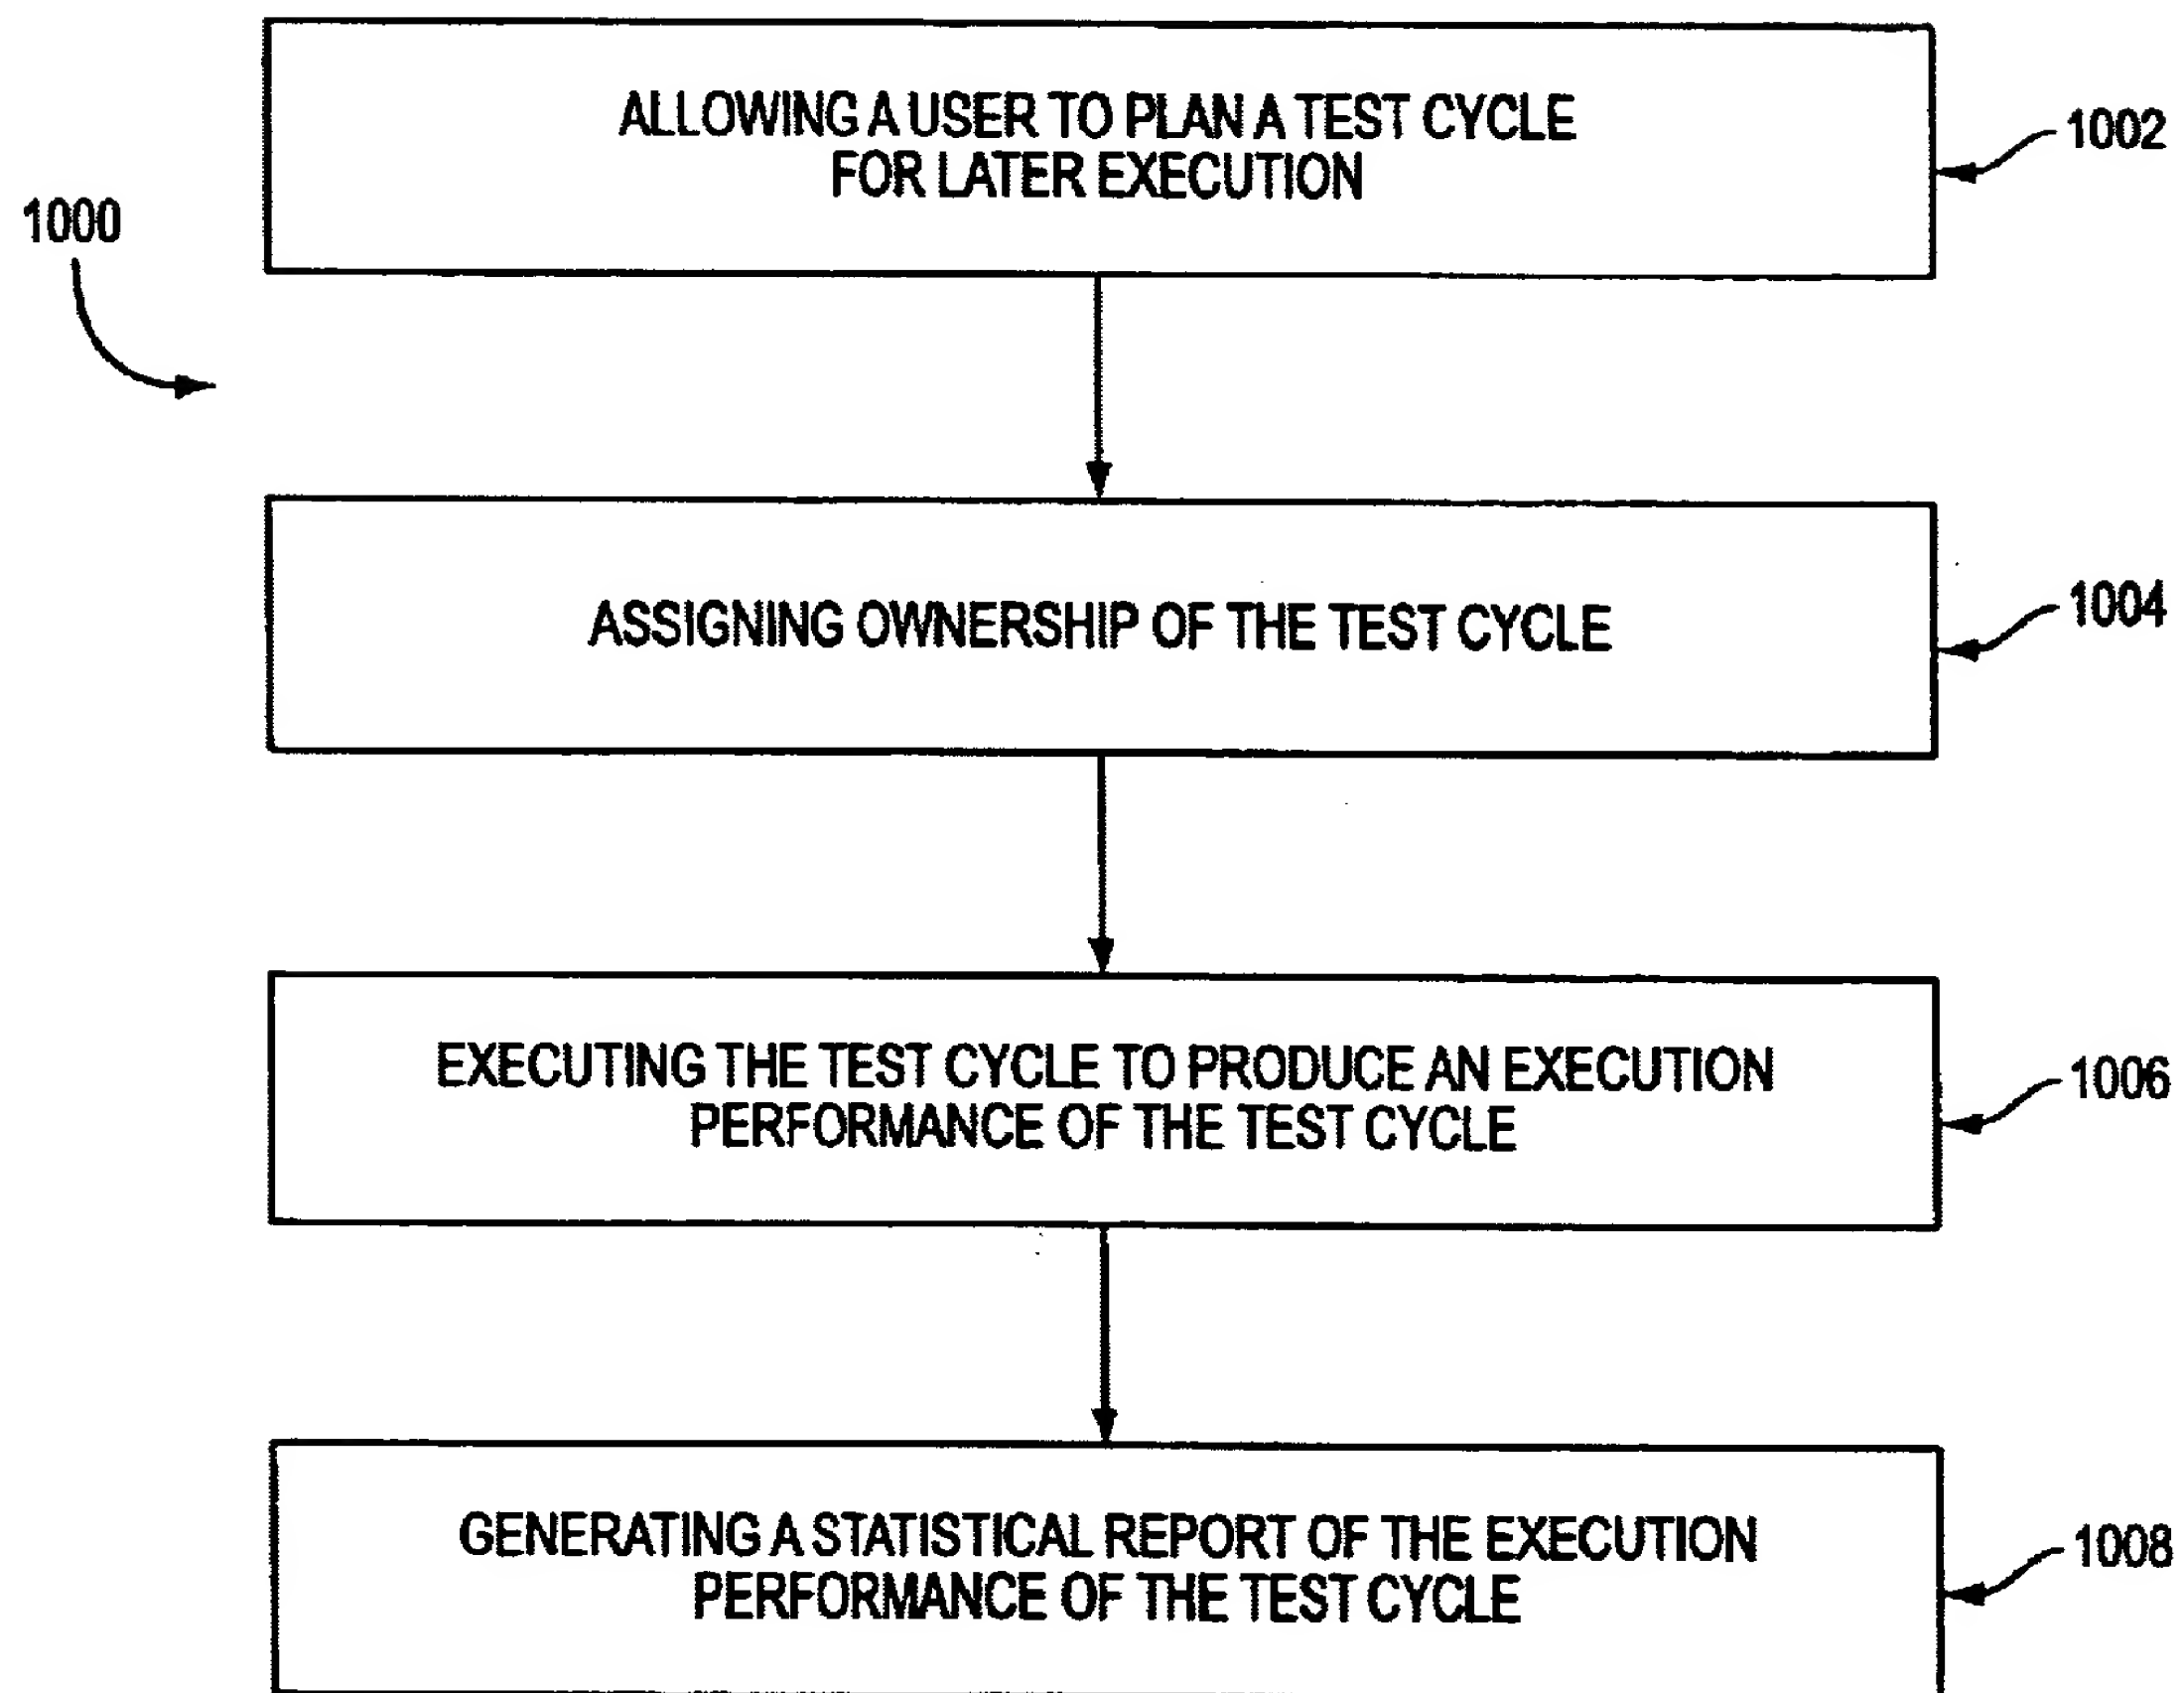 ALLOWING A USER TO PLAN A TEST CYCLE
FOR LATER EXECUTION
1002
1000
ASSIGNING OWNERSHIP OF THE TEST CYCLE
1004
EXECUTING THE TEST CYCLE TO PRODUCE AN EXECUTION
PERFORMANCE OF THE TEST CYCLE
1006
GENERATING A STATISTICAL REPORT OF THE EXECUTION
PERFORMANCE OF THE TEST CYCLE
1008